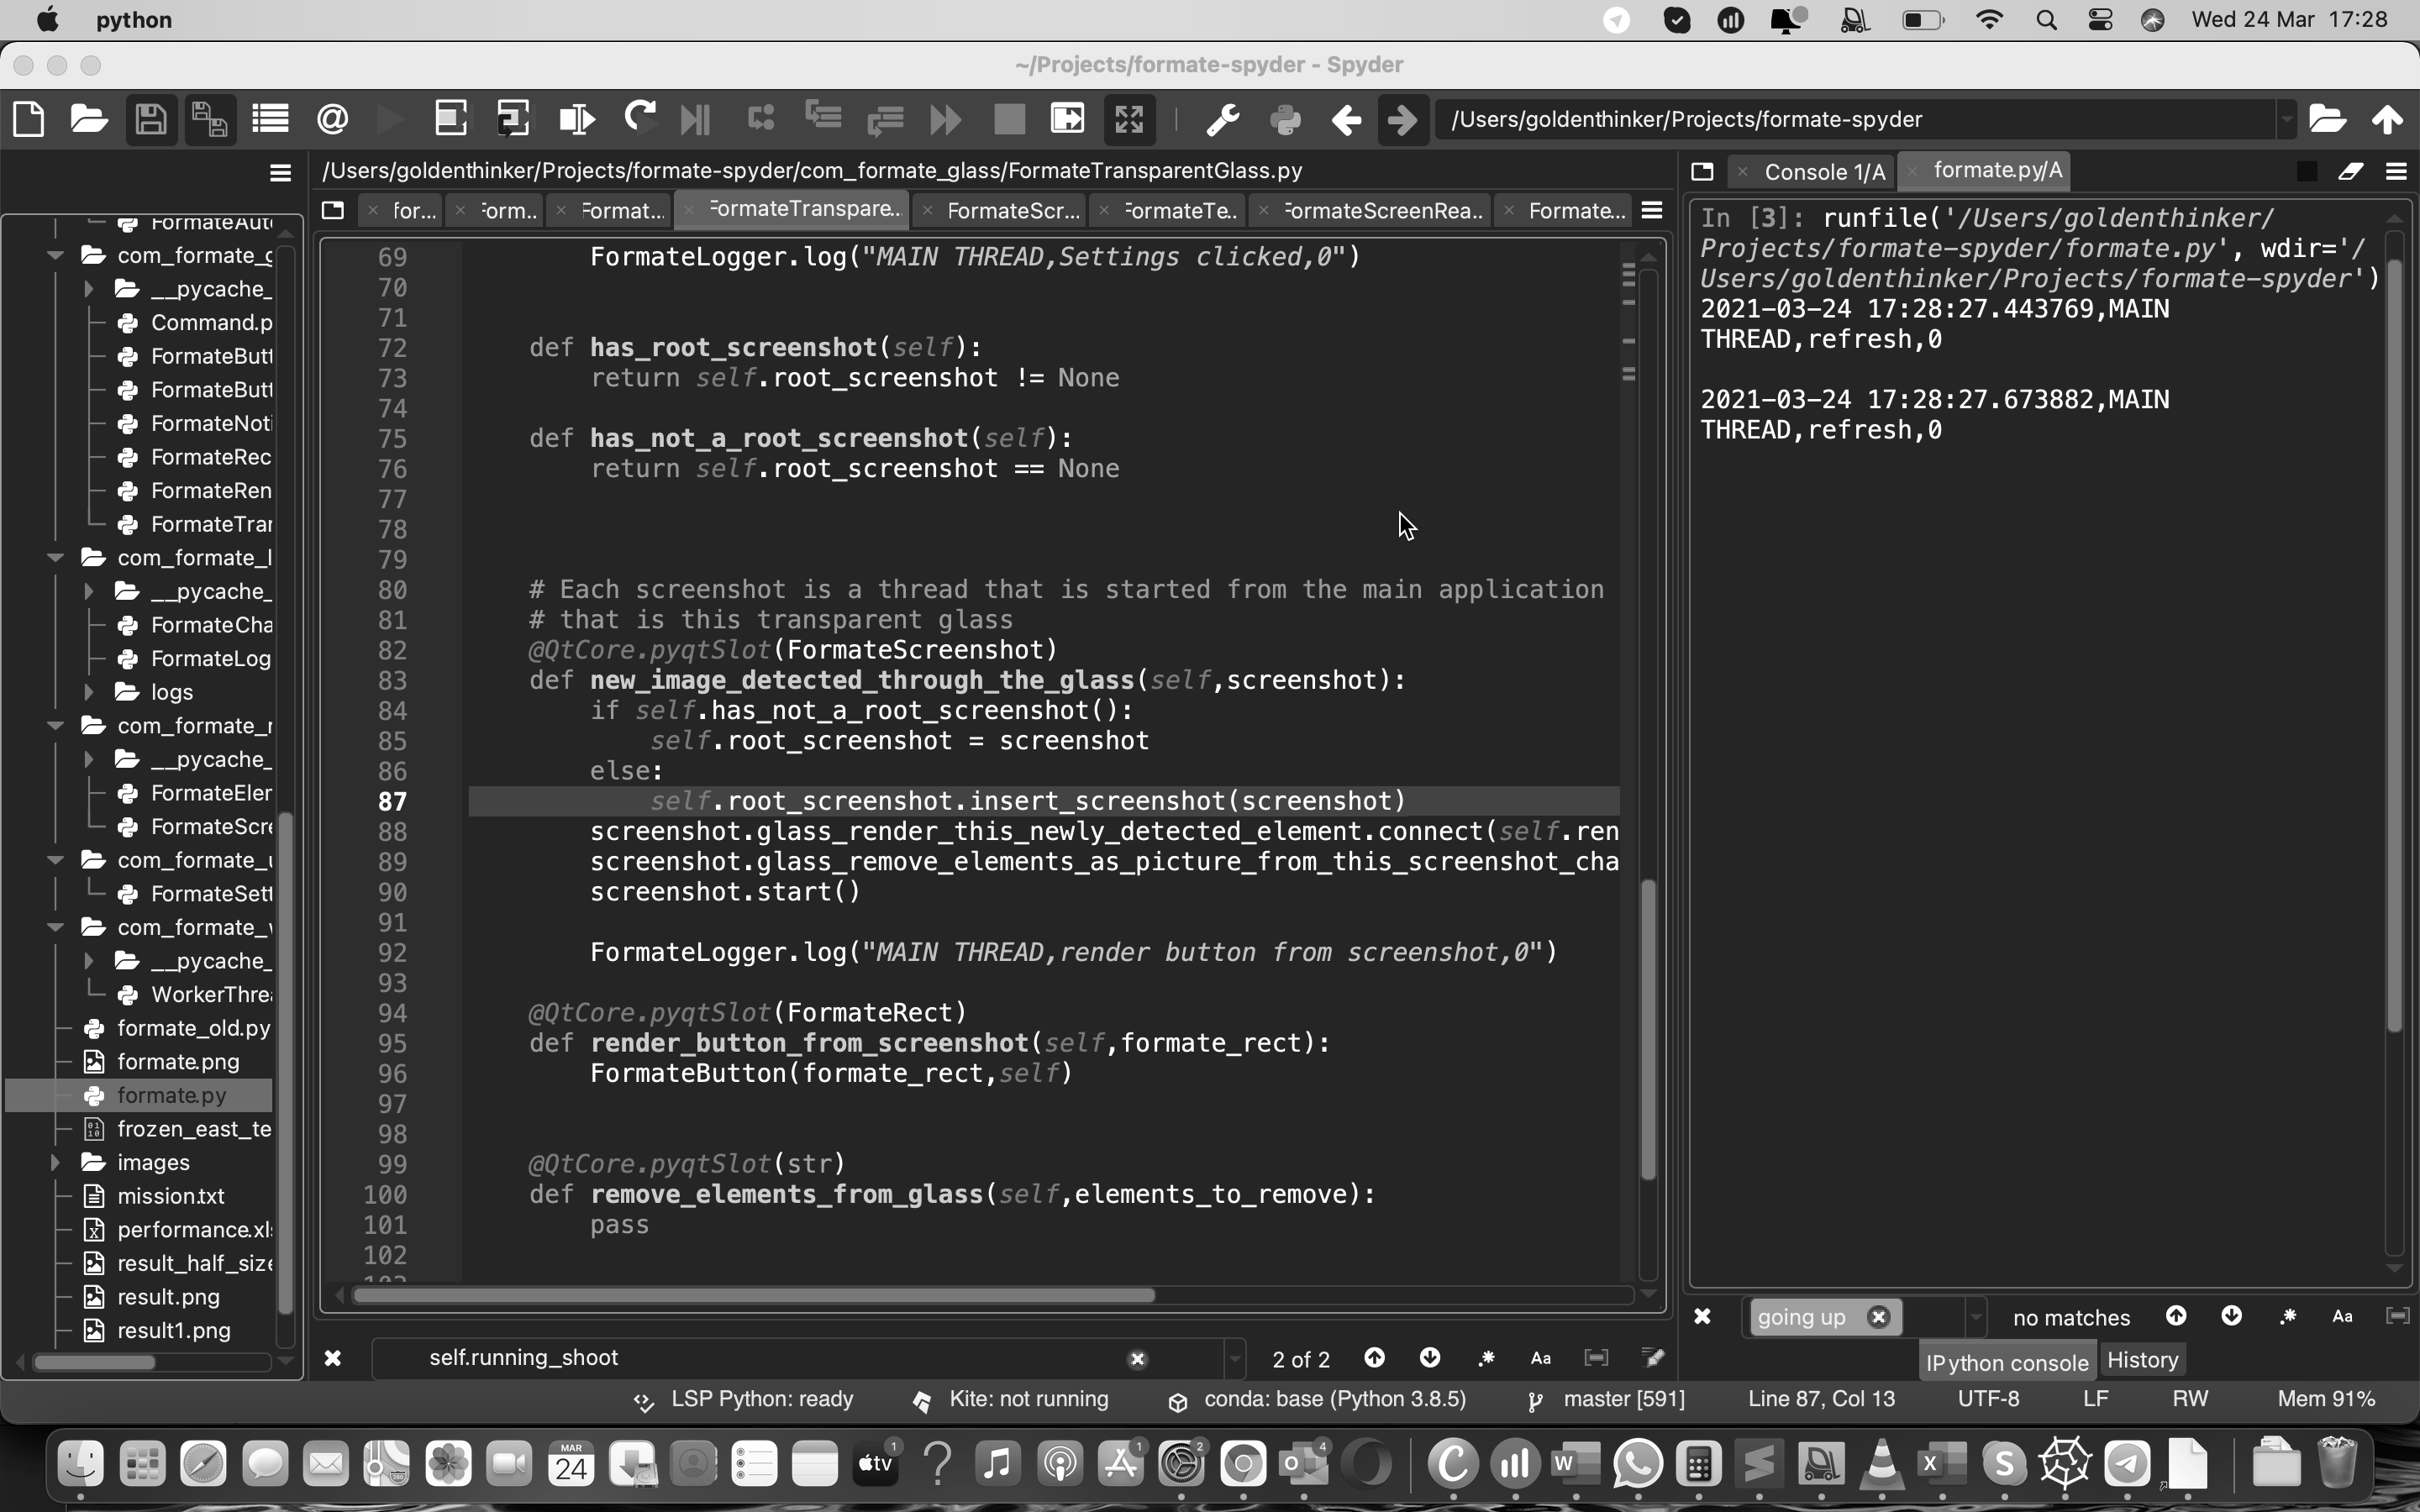 python
Wed 24 Mar 17:28
~/Projects/formate-spyder - Spyder
/Users/goldenthinker/Projects/formate-spyder
/Users/goldenthinker/Projects/formate-spyder/com_formate_glass/FormateTransparentGlass.py
for...
Form...
Format...
FormateTranspare...
FormateScr...
FormateTe...
FormateScreenRea...
Formate...
FormateAut
com_formate_g
__pycache_
Command.p
FormateButt
FormateButt
FormateNoti
FormateRec
FormateRen
FormateTrar
com_formate_l
__pycache_
FormateCha
FormateLog
logs
com_formate_r
__pycache_
FormateElen
FormateScre
com_formate_u
FormateSett
com_formate_w
__pycache_
WorkerThrea
formate_old.py
formate.png
formate.py
frozen_east_te
images
mission.txt
performance.xls
result_half_size
result.png
result1.png
69 FormateLogger.log("MAIN THREAD,Settings clicked,0")
70
71
72 def has_root_screenshot(self):
73 return self.root_screenshot != None
74
75 def has_not_a_root_screenshot(self):
76 return self.root_screenshot == None
77
78
79
80 # Each screenshot is a thread that is started from the main application
81 # that is this transparent glass
82 @QtCore.pyqtSlot(FormateScreenshot)
83 def new_image_detected_through_the_glass(self,screenshot):
84 if self.has_not_a_root_screenshot():
85 self.root_screenshot = screenshot
86 else:
87 self.root_screenshot.insert_screenshot(screenshot)
88 screenshot.glass_render_this_newly_detected_element.connect(self.ren
89 screenshot.glass_remove_elements_as_picture_from_this_screenshot_cha
90 screenshot.start()
91
92 FormateLogger.log("MAIN THREAD,render button from screenshot,0")
93
94 @QtCore.pyqtSlot(FormateRect)
95 def render_button_from_screenshot(self,formate_rect):
96 FormateButton(formate_rect,self)
97
98
99 @QtCore.pyqtSlot(str)
100 def remove_elements_from_glass(self,elements_to_remove):
101 pass
102
self.running_shoot
2 of 2
Aa
Console 1/A
formate.py/A
In [3]: runfile('/Users/goldenthinker/
Projects/formate-spyder/formate.py', wdir='/
Users/goldenthinker/Projects/formate-spyder')
2021-03-24 17:28:27.443769,MAIN
THREAD,refresh,0
2021-03-24 17:28:27.673882,MAIN
THREAD,refresh,0
going up
no matches
Aa
IPython console
History
LSP Python: ready
Kite: not running
conda: base (Python 3.8.5)
master [591]
Line 87, Col 13
UTF-8
LF
RW
Mem 91%
MAR
24
tv
1
1
2
4